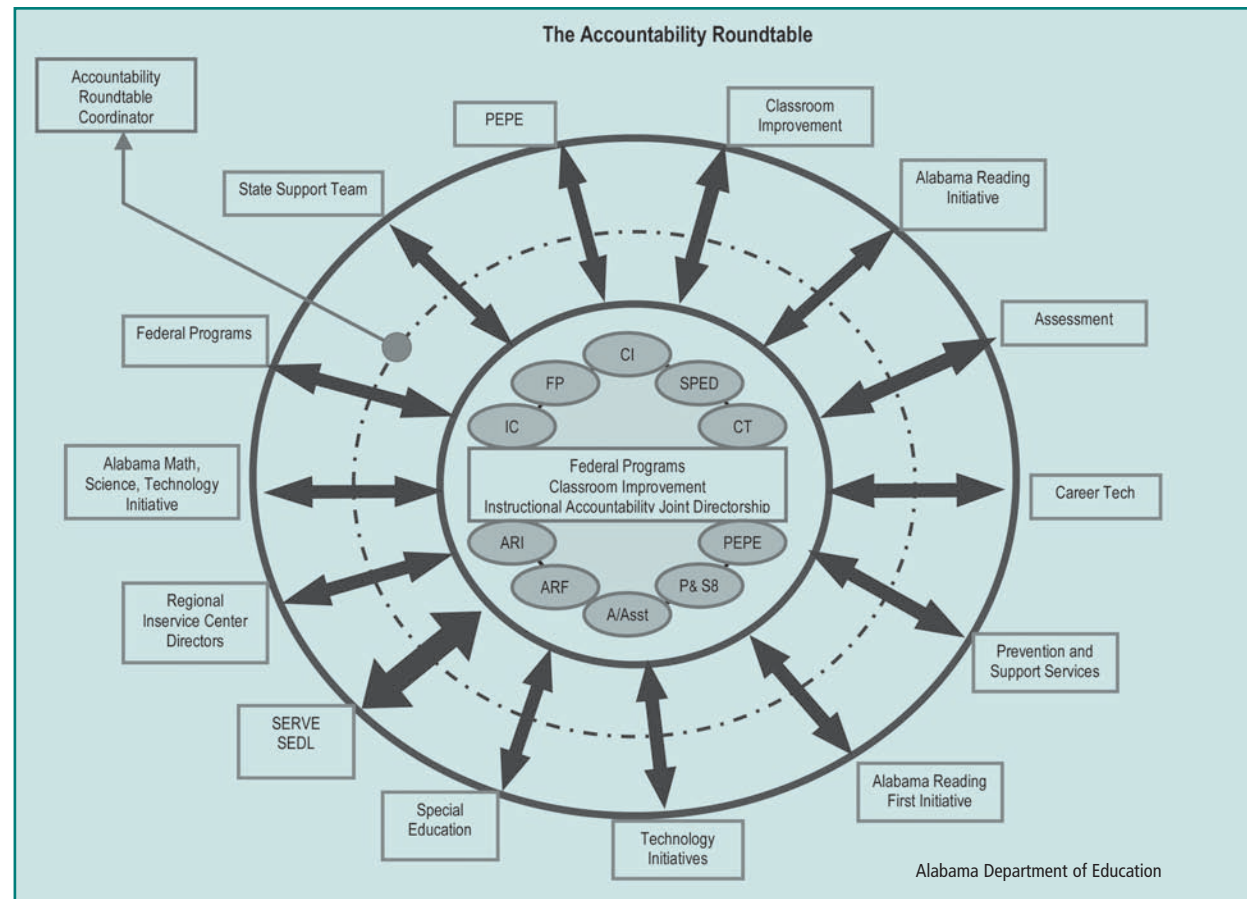 The Accountability Roundtable
Accountability
Roundtable
Coordinator
PEPE
Classroom
Improvement
State Support Team
Alabama Reading
Initiative
Federal Programs
Assessment
Alabama Math,
Science, Technology
Initiative
Career Tech
Regional
Inservice Center
Directors
Prevention and
Support Services
SERVE
SEDL
Special
Education
Technology
Initiatives
Alabama Reading
First Initiative
CI
FP
SPED
IC
CT
Federal Programs
Classroom Improvement
Instructional Accountability Joint Directorship
ARI
PEPE
ARF
P& S8
A/Asst
Alabama Department of Education